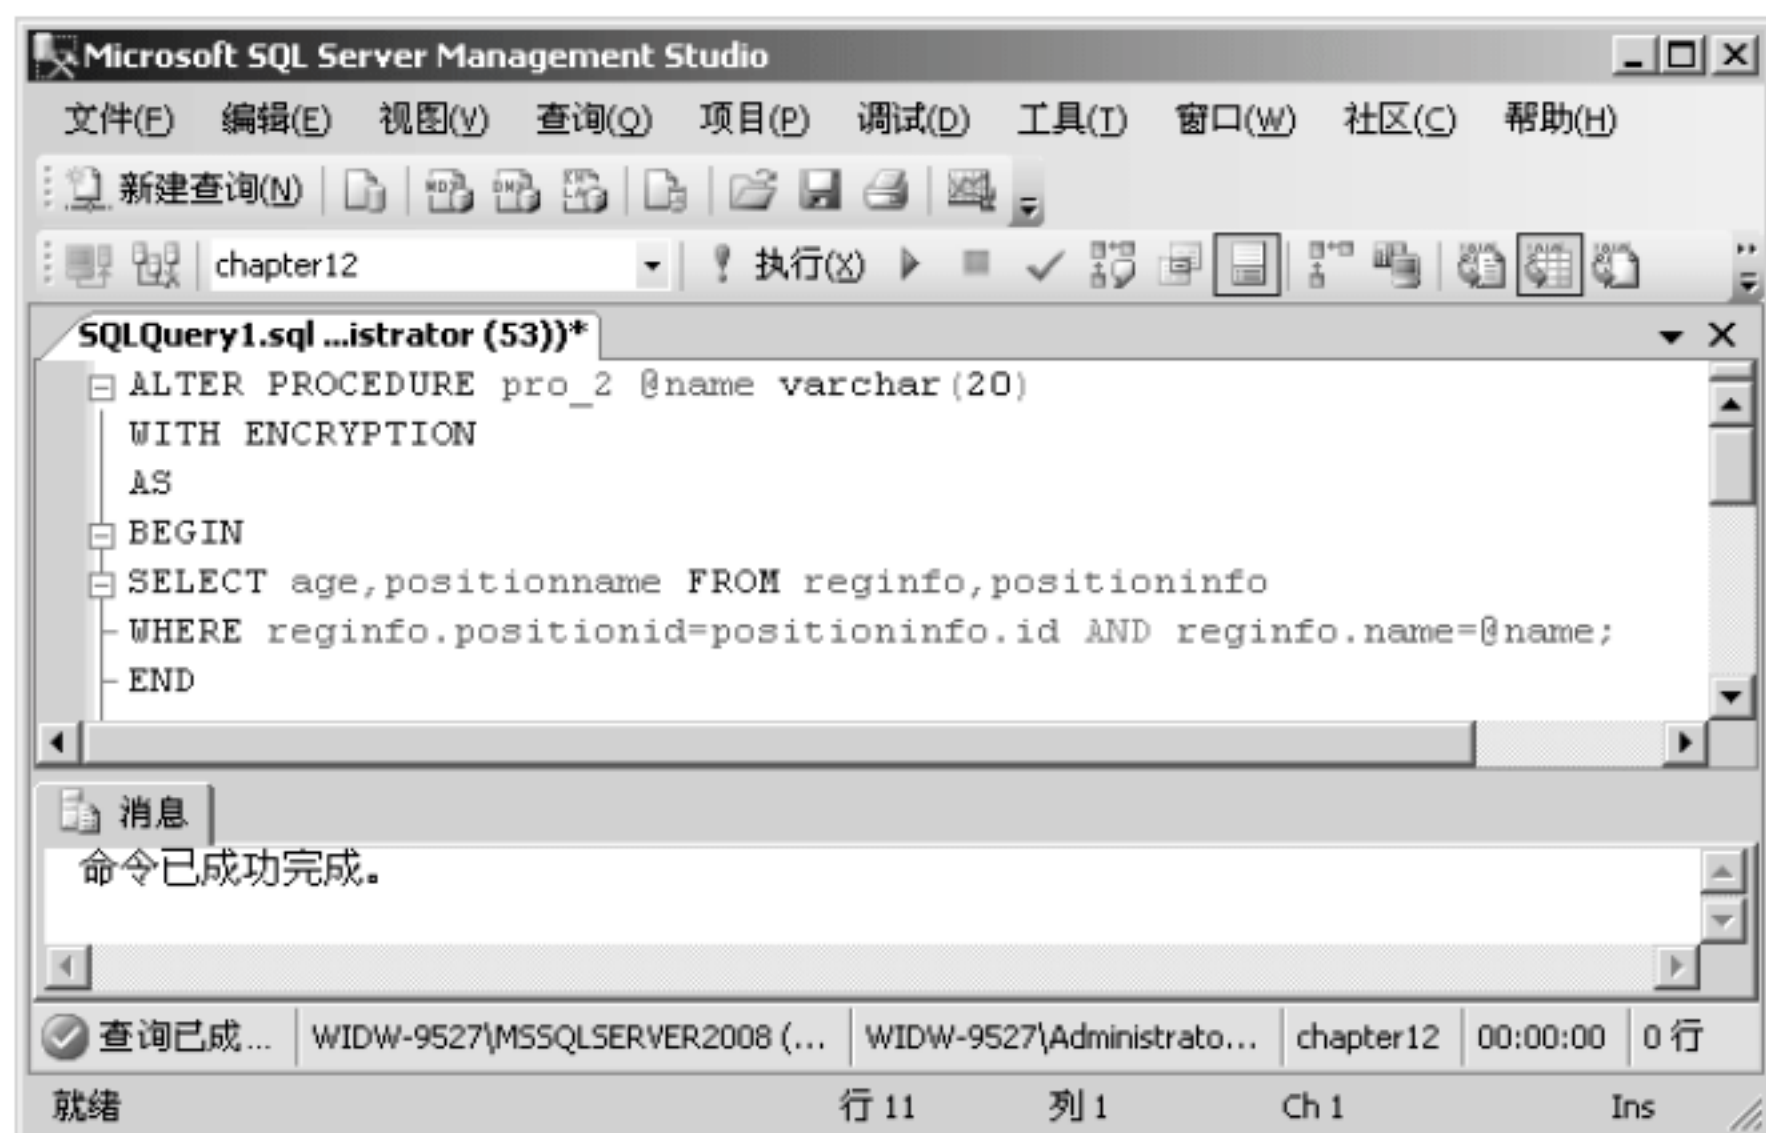 Microsoft SQL Server Management Studio
文件(F) 编辑(E) 视图(V) 查询(Q) 项目(P) 调试(D) 工具(T) 窗口(W) 社区(C) 帮助(H)
新建查询(N)
chapter12 执行(X)
SQLQuery1.sql ...istrator (53))*
ALTER PROCEDURE pro_2 @name varchar(20)
WITH ENCRYPTION
AS
BEGIN
SELECT age,positionname FROM reginfo,positioninfo
WHERE reginfo.positionid=positioninfo.id AND reginfo.name=@name;
END
消息
命令已成功完成。
查询已成... WIDW-9527\MSSQLSERVER2008 (... WIDW-9527\Administrato... chapter12 00:00:00 0 行
就绪 行 11 列 1 Ch 1 Ins